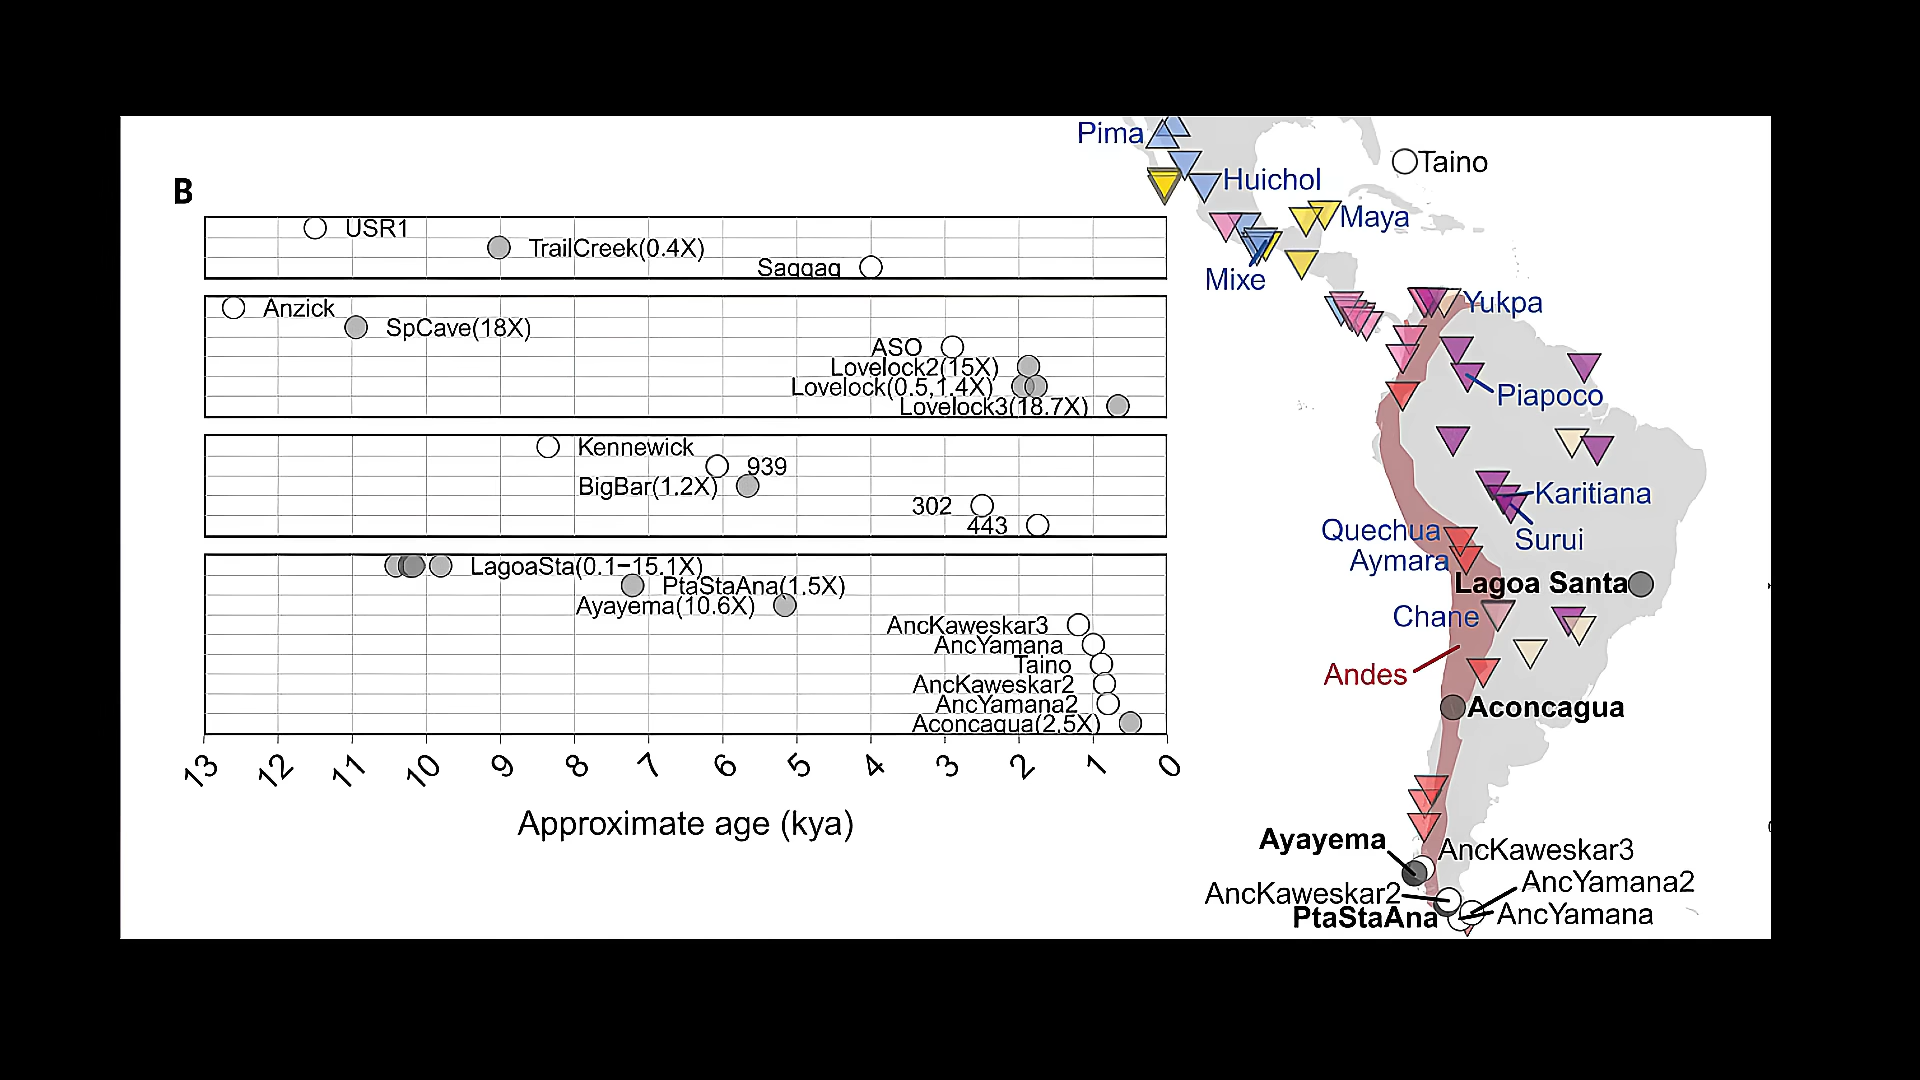 B
USR1
TrailCreek(0.4X)
Saqqaq
Anzick
SpCave(18X)
ASO
Lovelock2(15X)
Lovelock(0.5,1.4X)
Lovelock3(18.7X)
Kennewick
939
BigBar(1.2X)
302
443
LagoaSta(0.1–15.1X)
PtaStaAna(1.5X)
Ayayema(10.6X)
AncKaweskar3
AncYamana
Taino
AncKaweskar2
AncYamana2
Aconcagua(2.5X)
13 12 11 10 9 8 7 6 5 4 3 2 1 0
Approximate age (kya)
Pima
Taino
Huichol
Maya
Mixe
Yukpa
Piapoco
Karitiana
Quechua
Surui
Aymara
Lagoa Santa
Chane
Andes
Aconcagua
Ayayema
AncKaweskar3
AncYamana2
AncKaweskar2
PtaStaAna
AncYamana